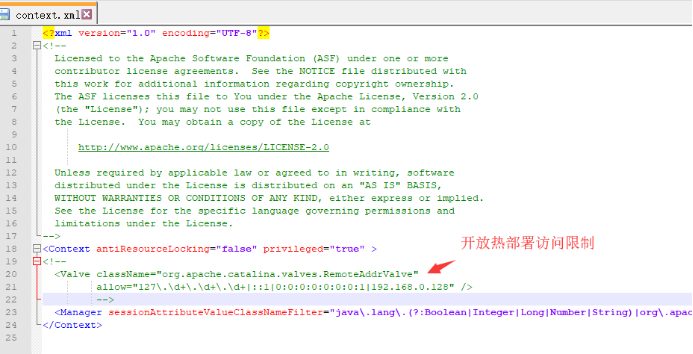 context.xml
1 <?xml version="1.0" encoding="UTF-8"?>
2 <!--
3 Licensed to the Apache Software Foundation (ASF) under one or more
4 contributor license agreements.  See the NOTICE file distributed with
5 this work for additional information regarding copyright ownership.
6 The ASF licenses this file to You under the Apache License, Version 2.0
7 (the "License"); you may not use this file except in compliance with
8 the License.  You may obtain a copy of the License at
9
10 http://www.apache.org/licenses/LICENSE-2.0
11
12 Unless required by applicable law or agreed to in writing, software
13 distributed under the License is distributed on an "AS IS" BASIS,
14 WITHOUT WARRANTIES OR CONDITIONS OF ANY KIND, either express or implied.
15 See the License for the specific language governing permissions and
16 limitations under the License.
17 -->
18 <Context antiResourceLocking="false" privileged="true" >
开放热部署访问限制
19 <!--
20 <Valve className="org.apache.catalina.valves.RemoteAddrValve"
21 allow="127\.\d+\.\d+\.\d+|::1|0:0:0:0:0:0:0:1|192.168.0.128" />
22 -->
23 <Manager sessionAttributeValueClassNameFilter="java\.lang\.(?:Boolean|Integer|Long|Number|String)|org\.apac
24 </Context>
25